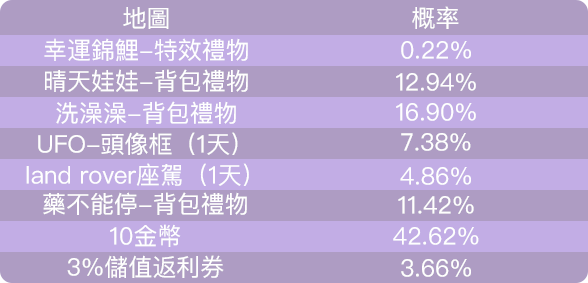 地圖 概率
幸運錦鯉-特效禮物 0.22%
晴天娃娃-背包禮物 12.94%
洗澡澡-背包禮物 16.90%
UFO-頭像框（1天） 7.38%
land rover座駕（1天） 4.86%
藥不能停-背包禮物 11.42%
10金幣 42.62%
3%儲值返利券 3.66%